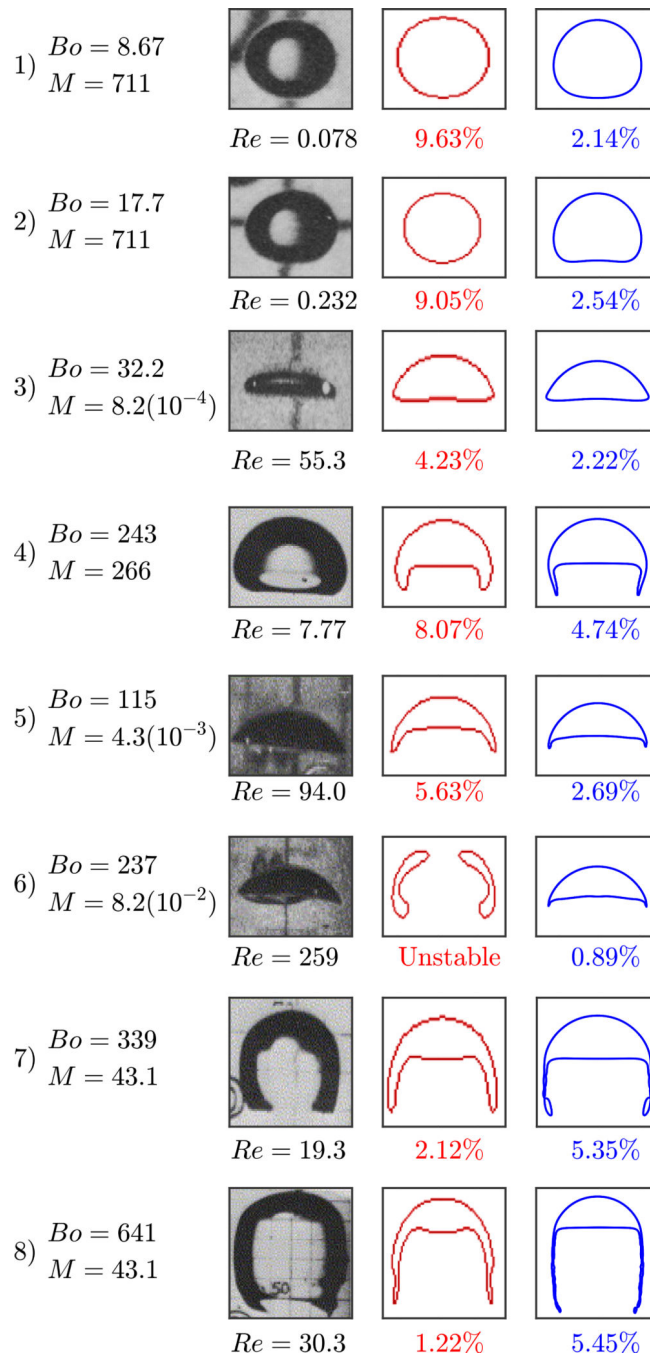 1) Bo = 8.67
M = 711
Re = 0.078 9.63% 2.14%
2) Bo = 17.7
M = 711
Re = 0.232 9.05% 2.54%
3) Bo = 32.2
M = 8.2(10⁻⁴)
Re = 55.3 4.23% 2.22%
4) Bo = 243
M = 266
Re = 7.77 8.07% 4.74%
5) Bo = 115
M = 4.3(10⁻³)
Re = 94.0 5.63% 2.69%
6) Bo = 237
M = 8.2(10⁻²)
Re = 259 Unstable 0.89%
7) Bo = 339
M = 43.1
Re = 19.3 2.12% 5.35%
8) Bo = 641
M = 43.1
50
Re = 30.3 1.22% 5.45%